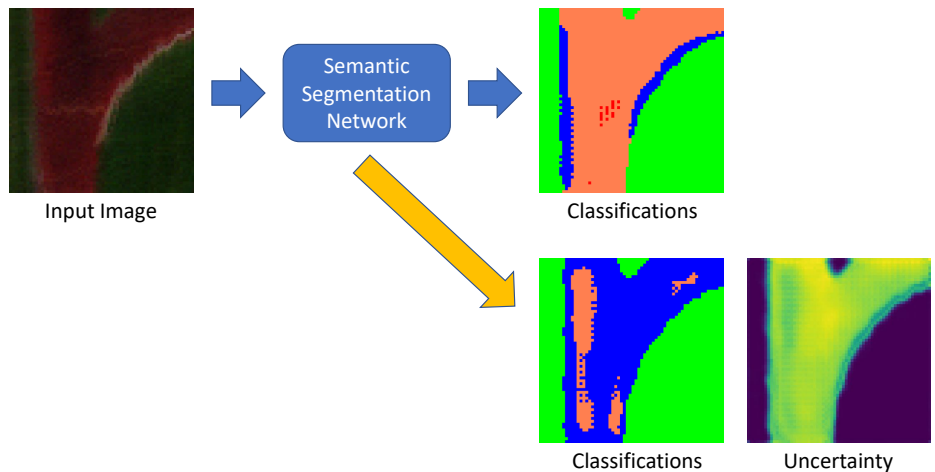 Semantic
Segmentation
Network
Input Image
Classifications
Classifications
Uncertainty